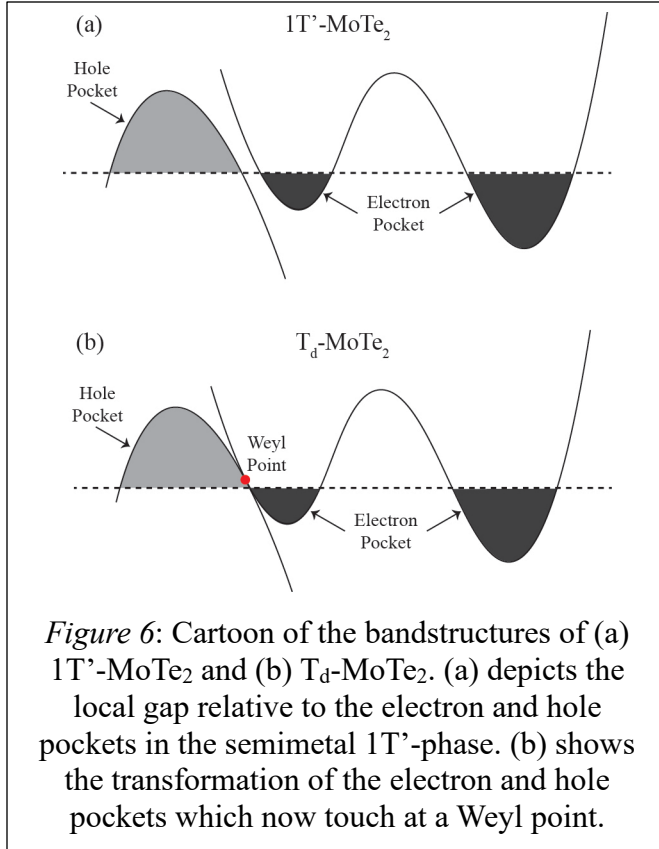 (a)
1T’-MoTe₂
Hole
Pocket
Electron
Pocket
(b)
T_d-MoTe₂
Hole
Pocket
Weyl
Point
Electron
Pocket
Figure 6: Cartoon of the bandstructures of (a)
1T’-MoTe₂ and (b) T_d-MoTe₂. (a) depicts the
local gap relative to the electron and hole
pockets in the semimetal 1T’-phase. (b) shows
the transformation of the electron and hole
pockets which now touch at a Weyl point.